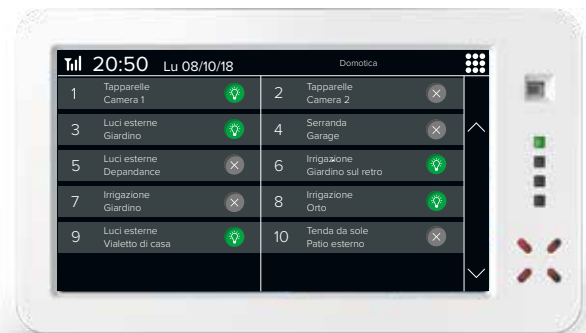 20:50 Lu 08/10/18 Domotica
1 Tapparelle
Camera 1
2 Tapparelle
Camera 2
3 Luci esterne
Giardino
4 Serranda
Garage
5 Luci esterne
Depandance
6 Irrigazione
Giardino sul retro
7 Irrigazione
Giardino
8 Irrigazione
Orto
9 Luci esterne
Vialetto di casa
10 Tenda da sole
Patio esterno